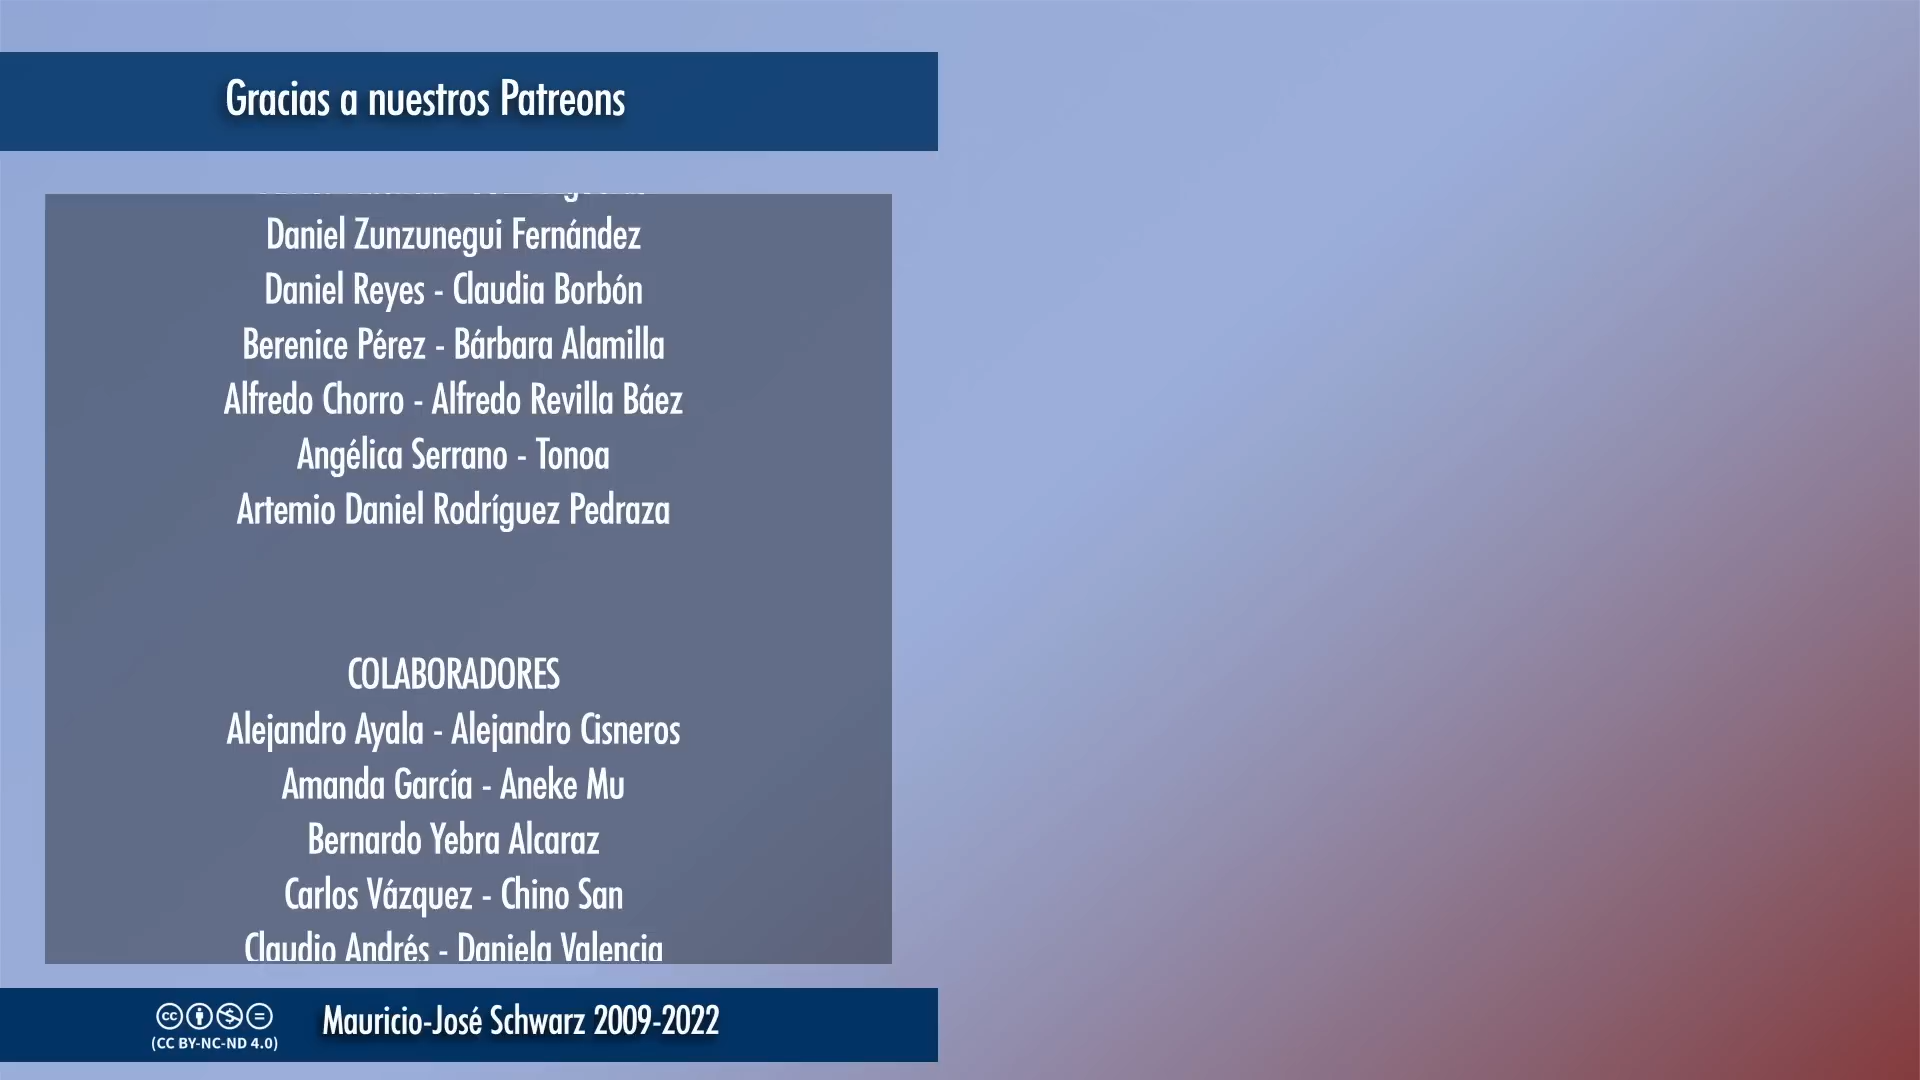 Gracias a nuestros Patreons
Daniel Zunzunegui Fernández
Daniel Reyes - Claudia Borbón
Berenice Pérez - Bárbara Alamilla
Alfredo Chorro - Alfredo Revilla Báez
Angélica Serrano - Tonoa
Artemio Daniel Rodríguez Pedraza
COLABORADORES
Alejandro Ayala - Alejandro Cisneros
Amanda García - Aneke Mu
Bernardo Yebra Alcaraz
Carlos Vázquez - Chino San
Claudio Andrés - Daniela Valencia
(CC BY-NC-ND 4.0)
Mauricio-José Schwarz 2009-2022